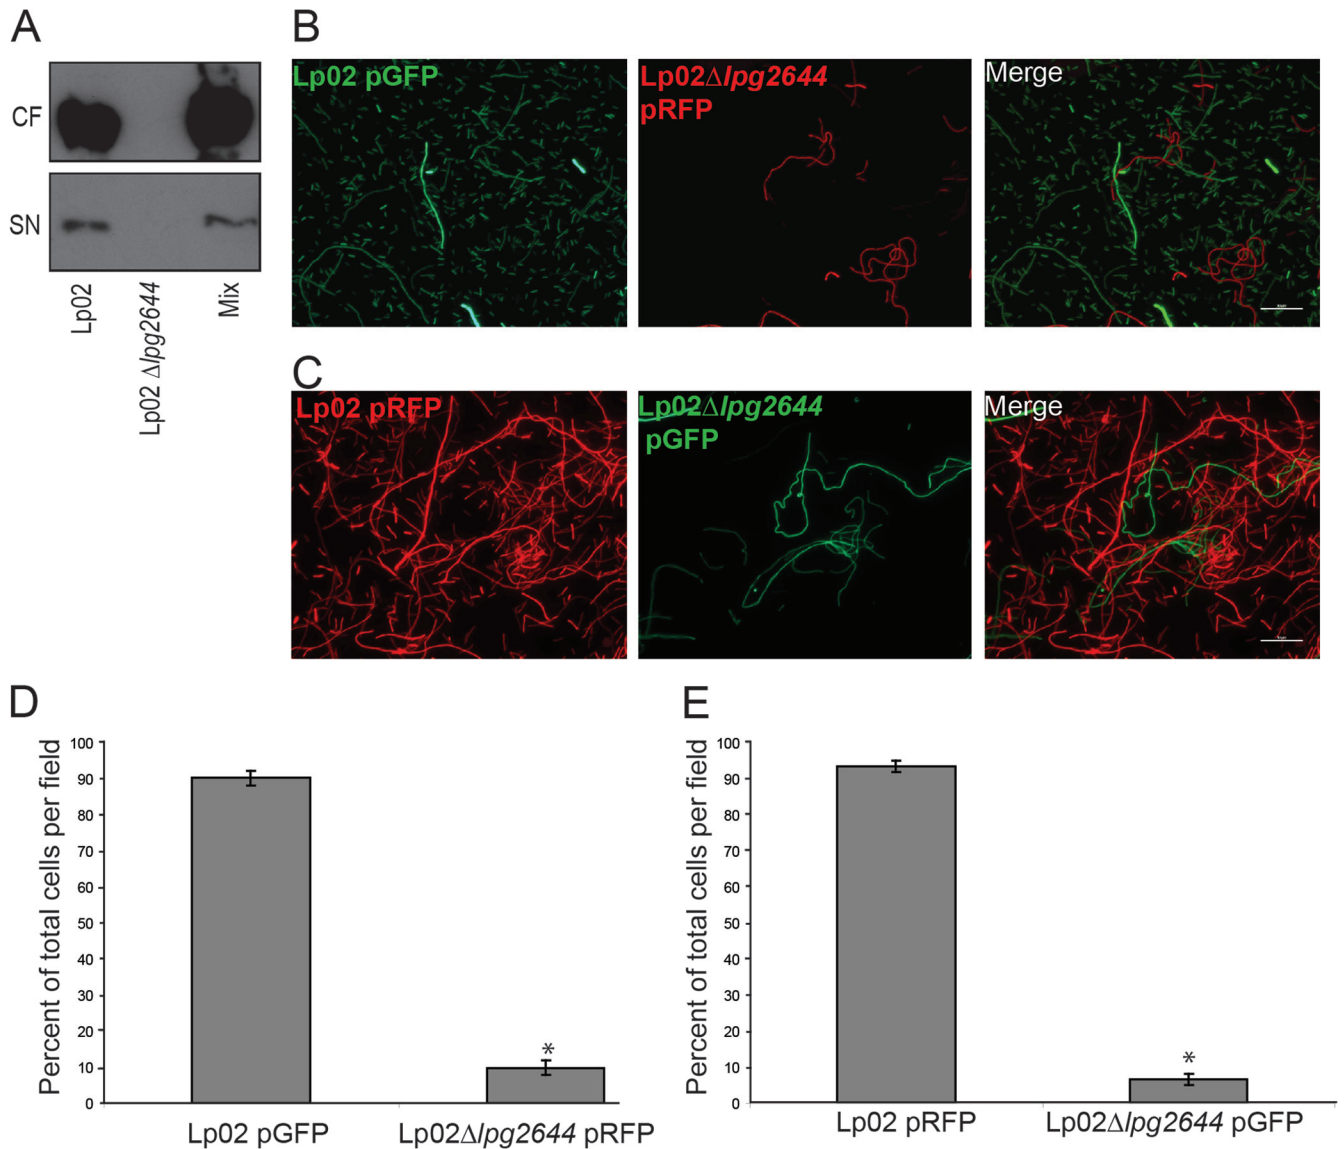 A
CF
SN
Lp02
Lp02 Δlpg2644
Mix
B
Lp02 pGFP
Lp02Δlpg2644
pRFP
Merge
C
Lp02 pRFP
Lp02Δlpg2644
pGFP
Merge
D
Percent of total cells per field
100
90
80
70
60
50
40
30
20
10
0
*
Lp02 pGFP
Lp02Δlpg2644 pRFP
E
Percent of total cells per field
100
90
80
70
60
50
40
30
20
10
0
*
Lp02 pRFP
Lp02Δlpg2644 pGFP